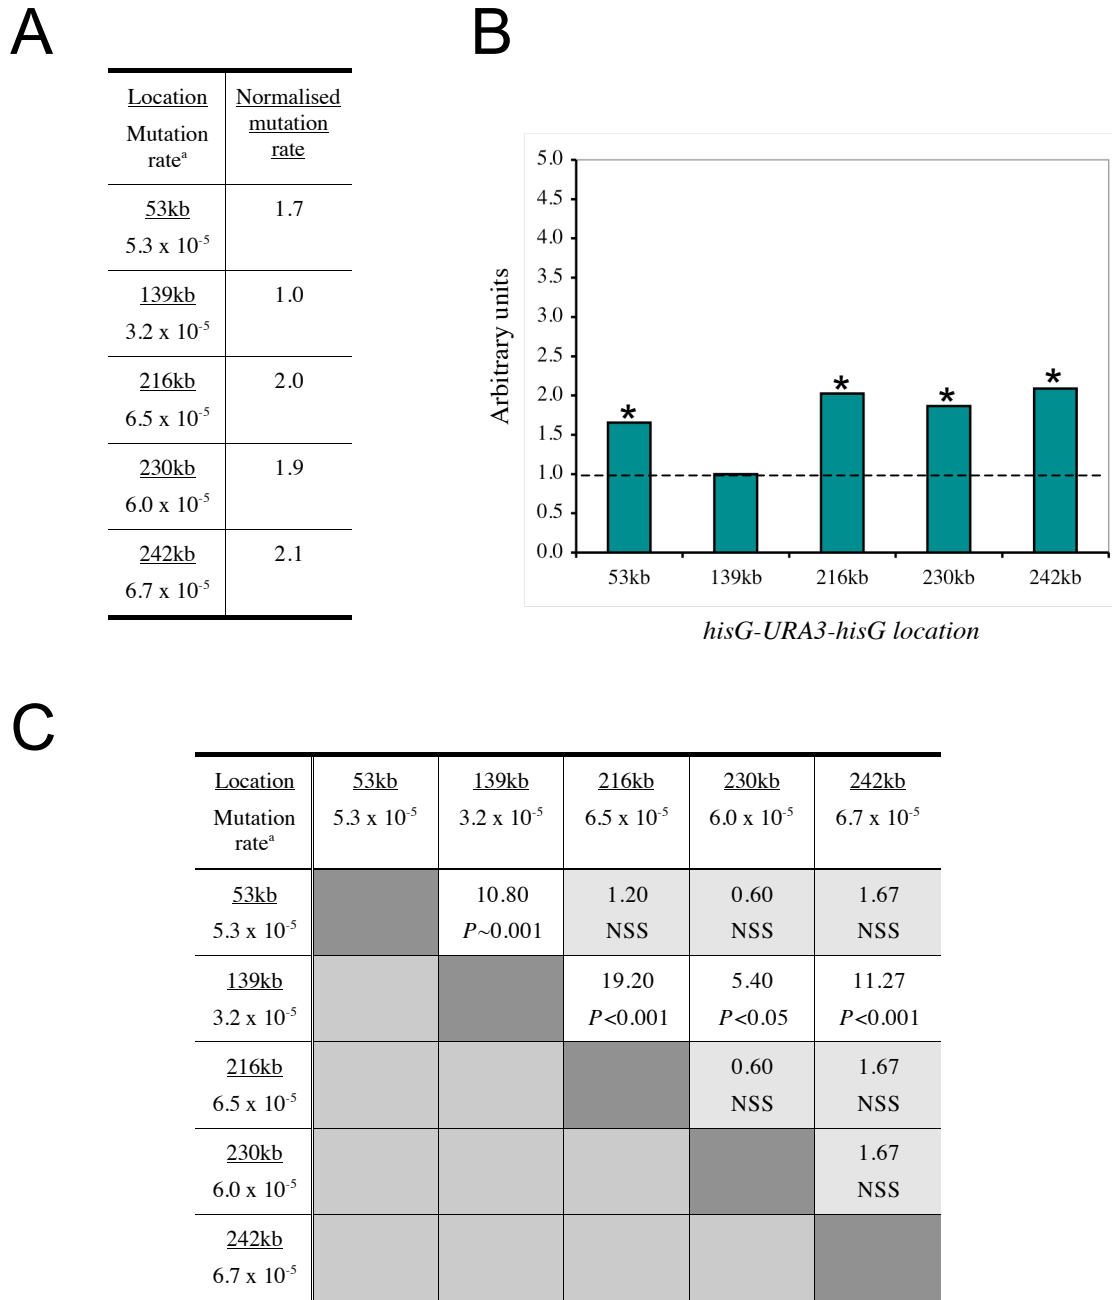 A
Location
Mutation
rateᵃ
Normalised
mutation
rate
53kb
5.3 x 10⁻⁵
1.7
139kb
3.2 x 10⁻⁵
1.0
216kb
6.5 x 10⁻⁵
2.0
230kb
6.0 x 10⁻⁵
1.9
242kb
6.7 x 10⁻⁵
2.1
B
Arbitrary units
5.0
4.5
4.0
3.5
3.0
2.5
2.0
1.5
1.0
0.5
0.0
* * * *
53kb 139kb 216kb 230kb 242kb
hisG-URA3-hisG location
C
Location
Mutation
rateᵃ
53kb 139kb 216kb 230kb 242kb
5.3 x 10⁻⁵ 3.2 x 10⁻⁵ 6.5 x 10⁻⁵ 6.0 x 10⁻⁵ 6.7 x 10⁻⁵
53kb 10.80 1.20 0.60 1.67
5.3 x 10⁻⁵ P~0.001 NSS NSS NSS
139kb 19.20 5.40 11.27
3.2 x 10⁻⁵ P<0.001 P<0.05 P<0.001
216kb 0.60 1.67
6.5 x 10⁻⁵ NSS NSS
230kb 1.67
6.0 x 10⁻⁵ NSS
242kb
6.7 x 10⁻⁵